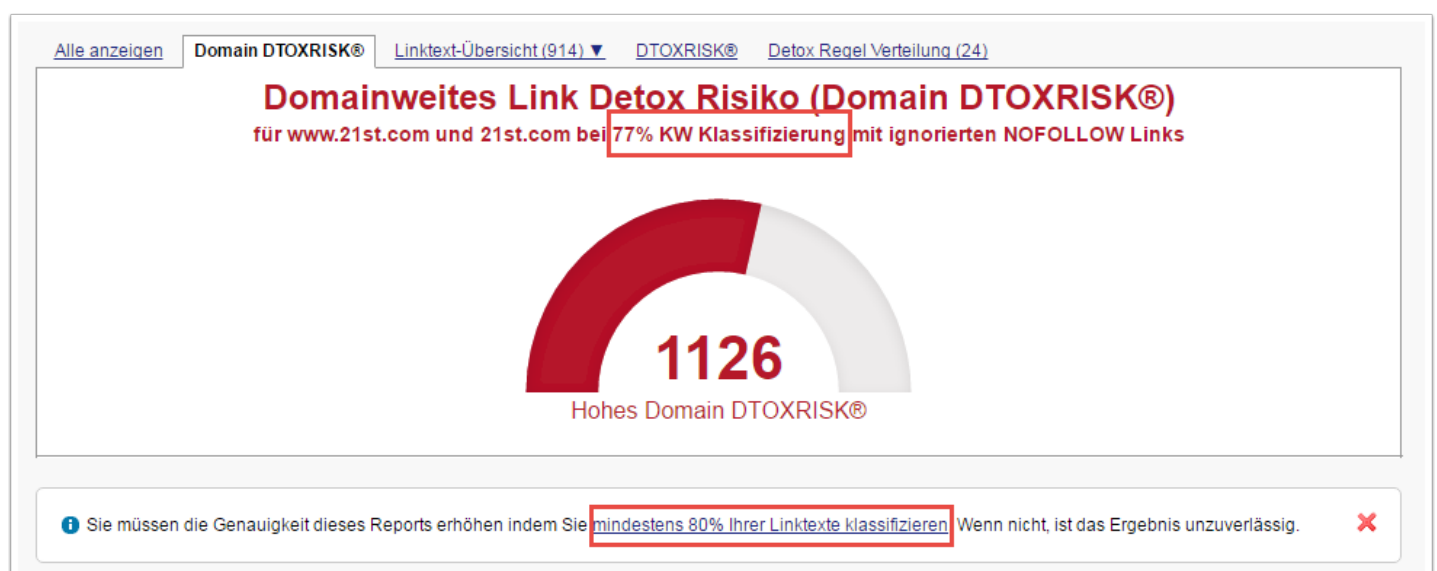 Alle anzeigen Domain DTOXRISK® Linktext-Übersicht (914) ▼ DTOXRISK® Detox Regel Verteilung (24)
Domainweites Link Detox Risiko (Domain DTOXRISK®)
für www.21st.com und 21st.com bei 77% KW Klassifizierung mit ignorierten NOFOLLOW Links
1126
Hohes Domain DTOXRISK®
Sie müssen die Genauigkeit dieses Reports erhöhen indem Sie mindestens 80% Ihrer Linktexte klassifizieren. Wenn nicht, ist das Ergebnis unzuverlässig.